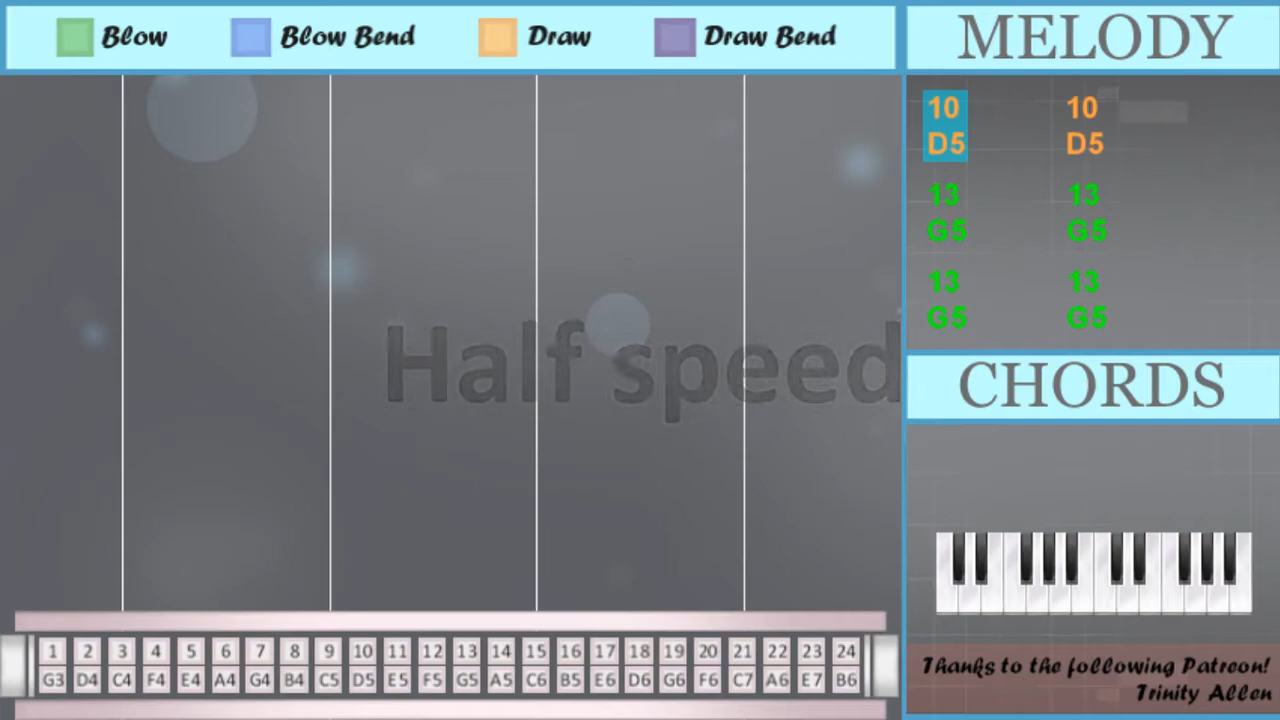 Blow Blow Bend Draw Draw Bend
MELODY
10 10
D5 D5
13 13
G5 G5
13 13
G5 G5
Half speed
CHORDS
1 2 3 4 5 6 7 8 9 10 11 12 13 14 15 16 17 18 19 20 21 22 23 24
G3 D4 C4 F4 E4 A4 G4 B4 C5 D5 E5 F5 G5 A5 C6 B5 E6 D6 G6 F6 C7 A6 E7 B6
Thanks to the following Patreon!
Trinity Allen